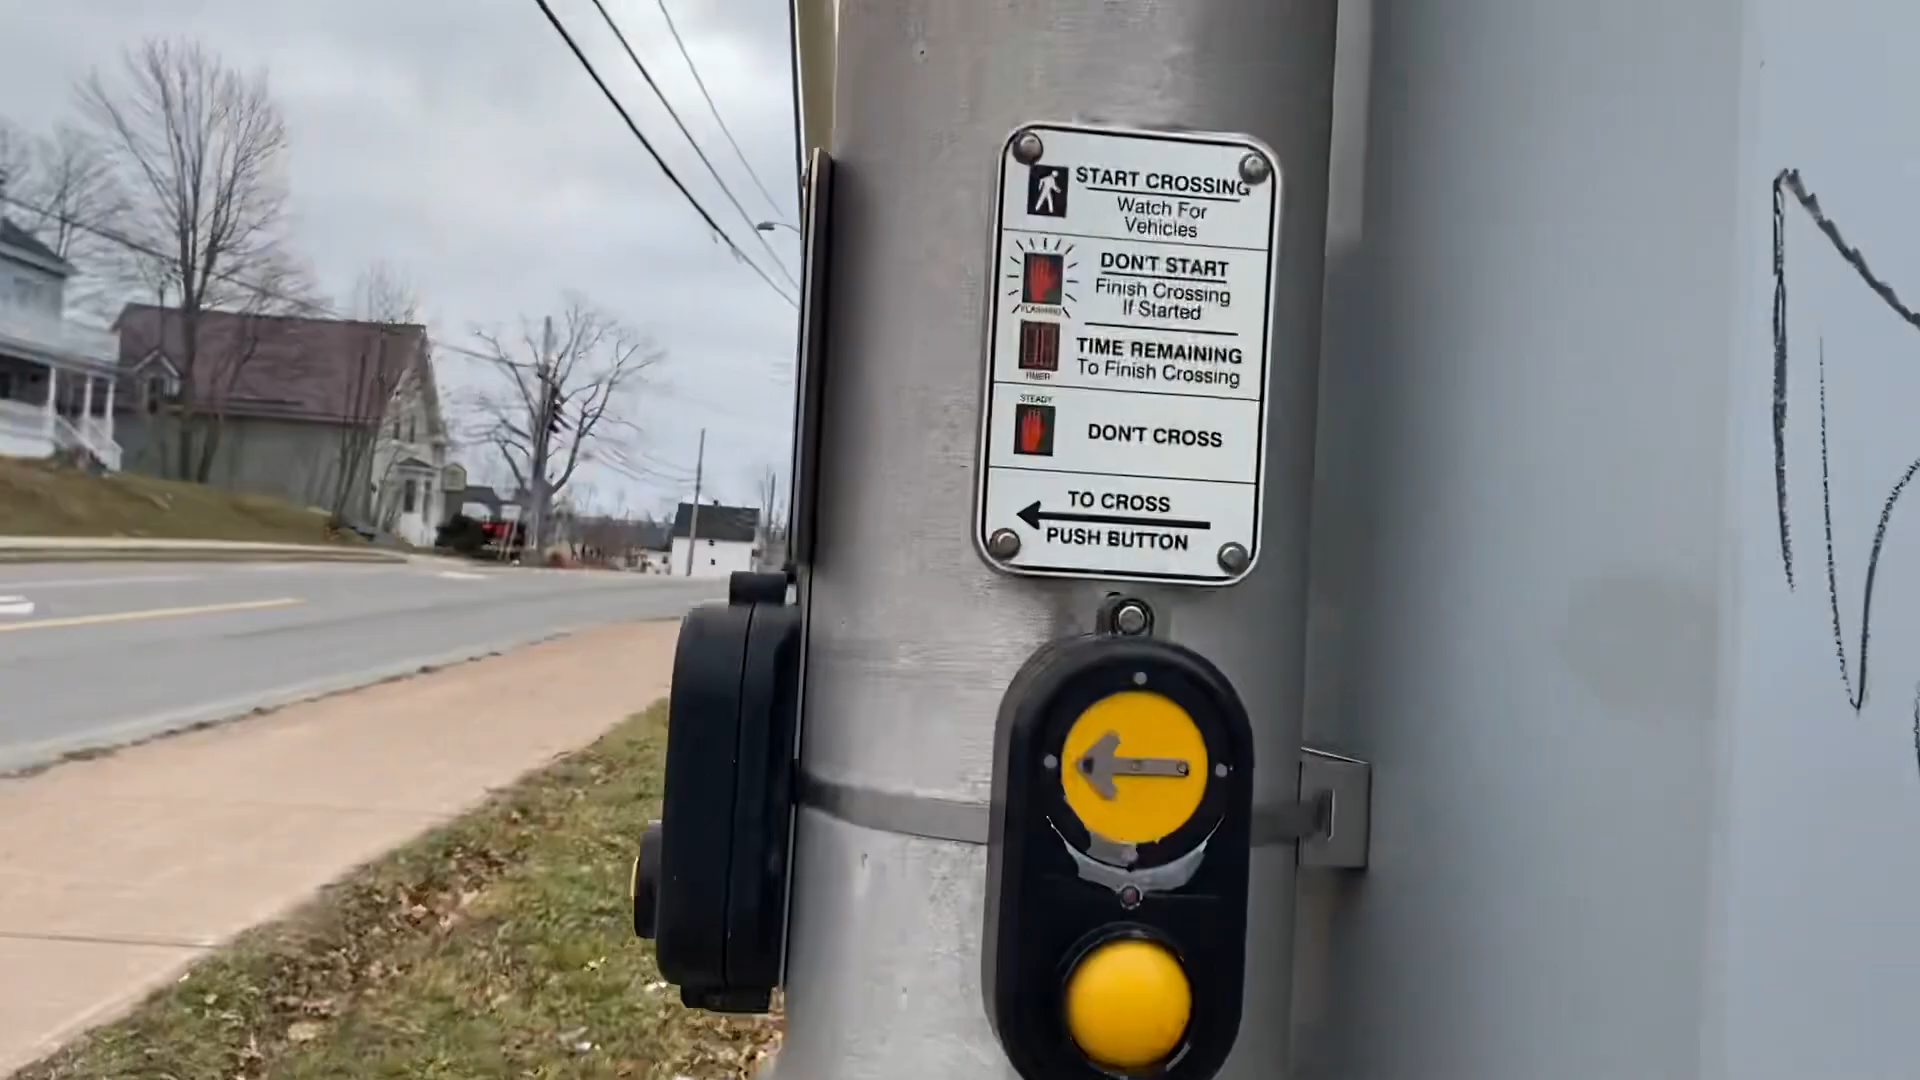 START CROSSING
Watch For
Vehicles
DON'T START
Finish Crossing
If Started
FLASHING
TIME REMAINING
To Finish Crossing
TIMER
STEADY
DON'T CROSS
TO CROSS
PUSH BUTTON